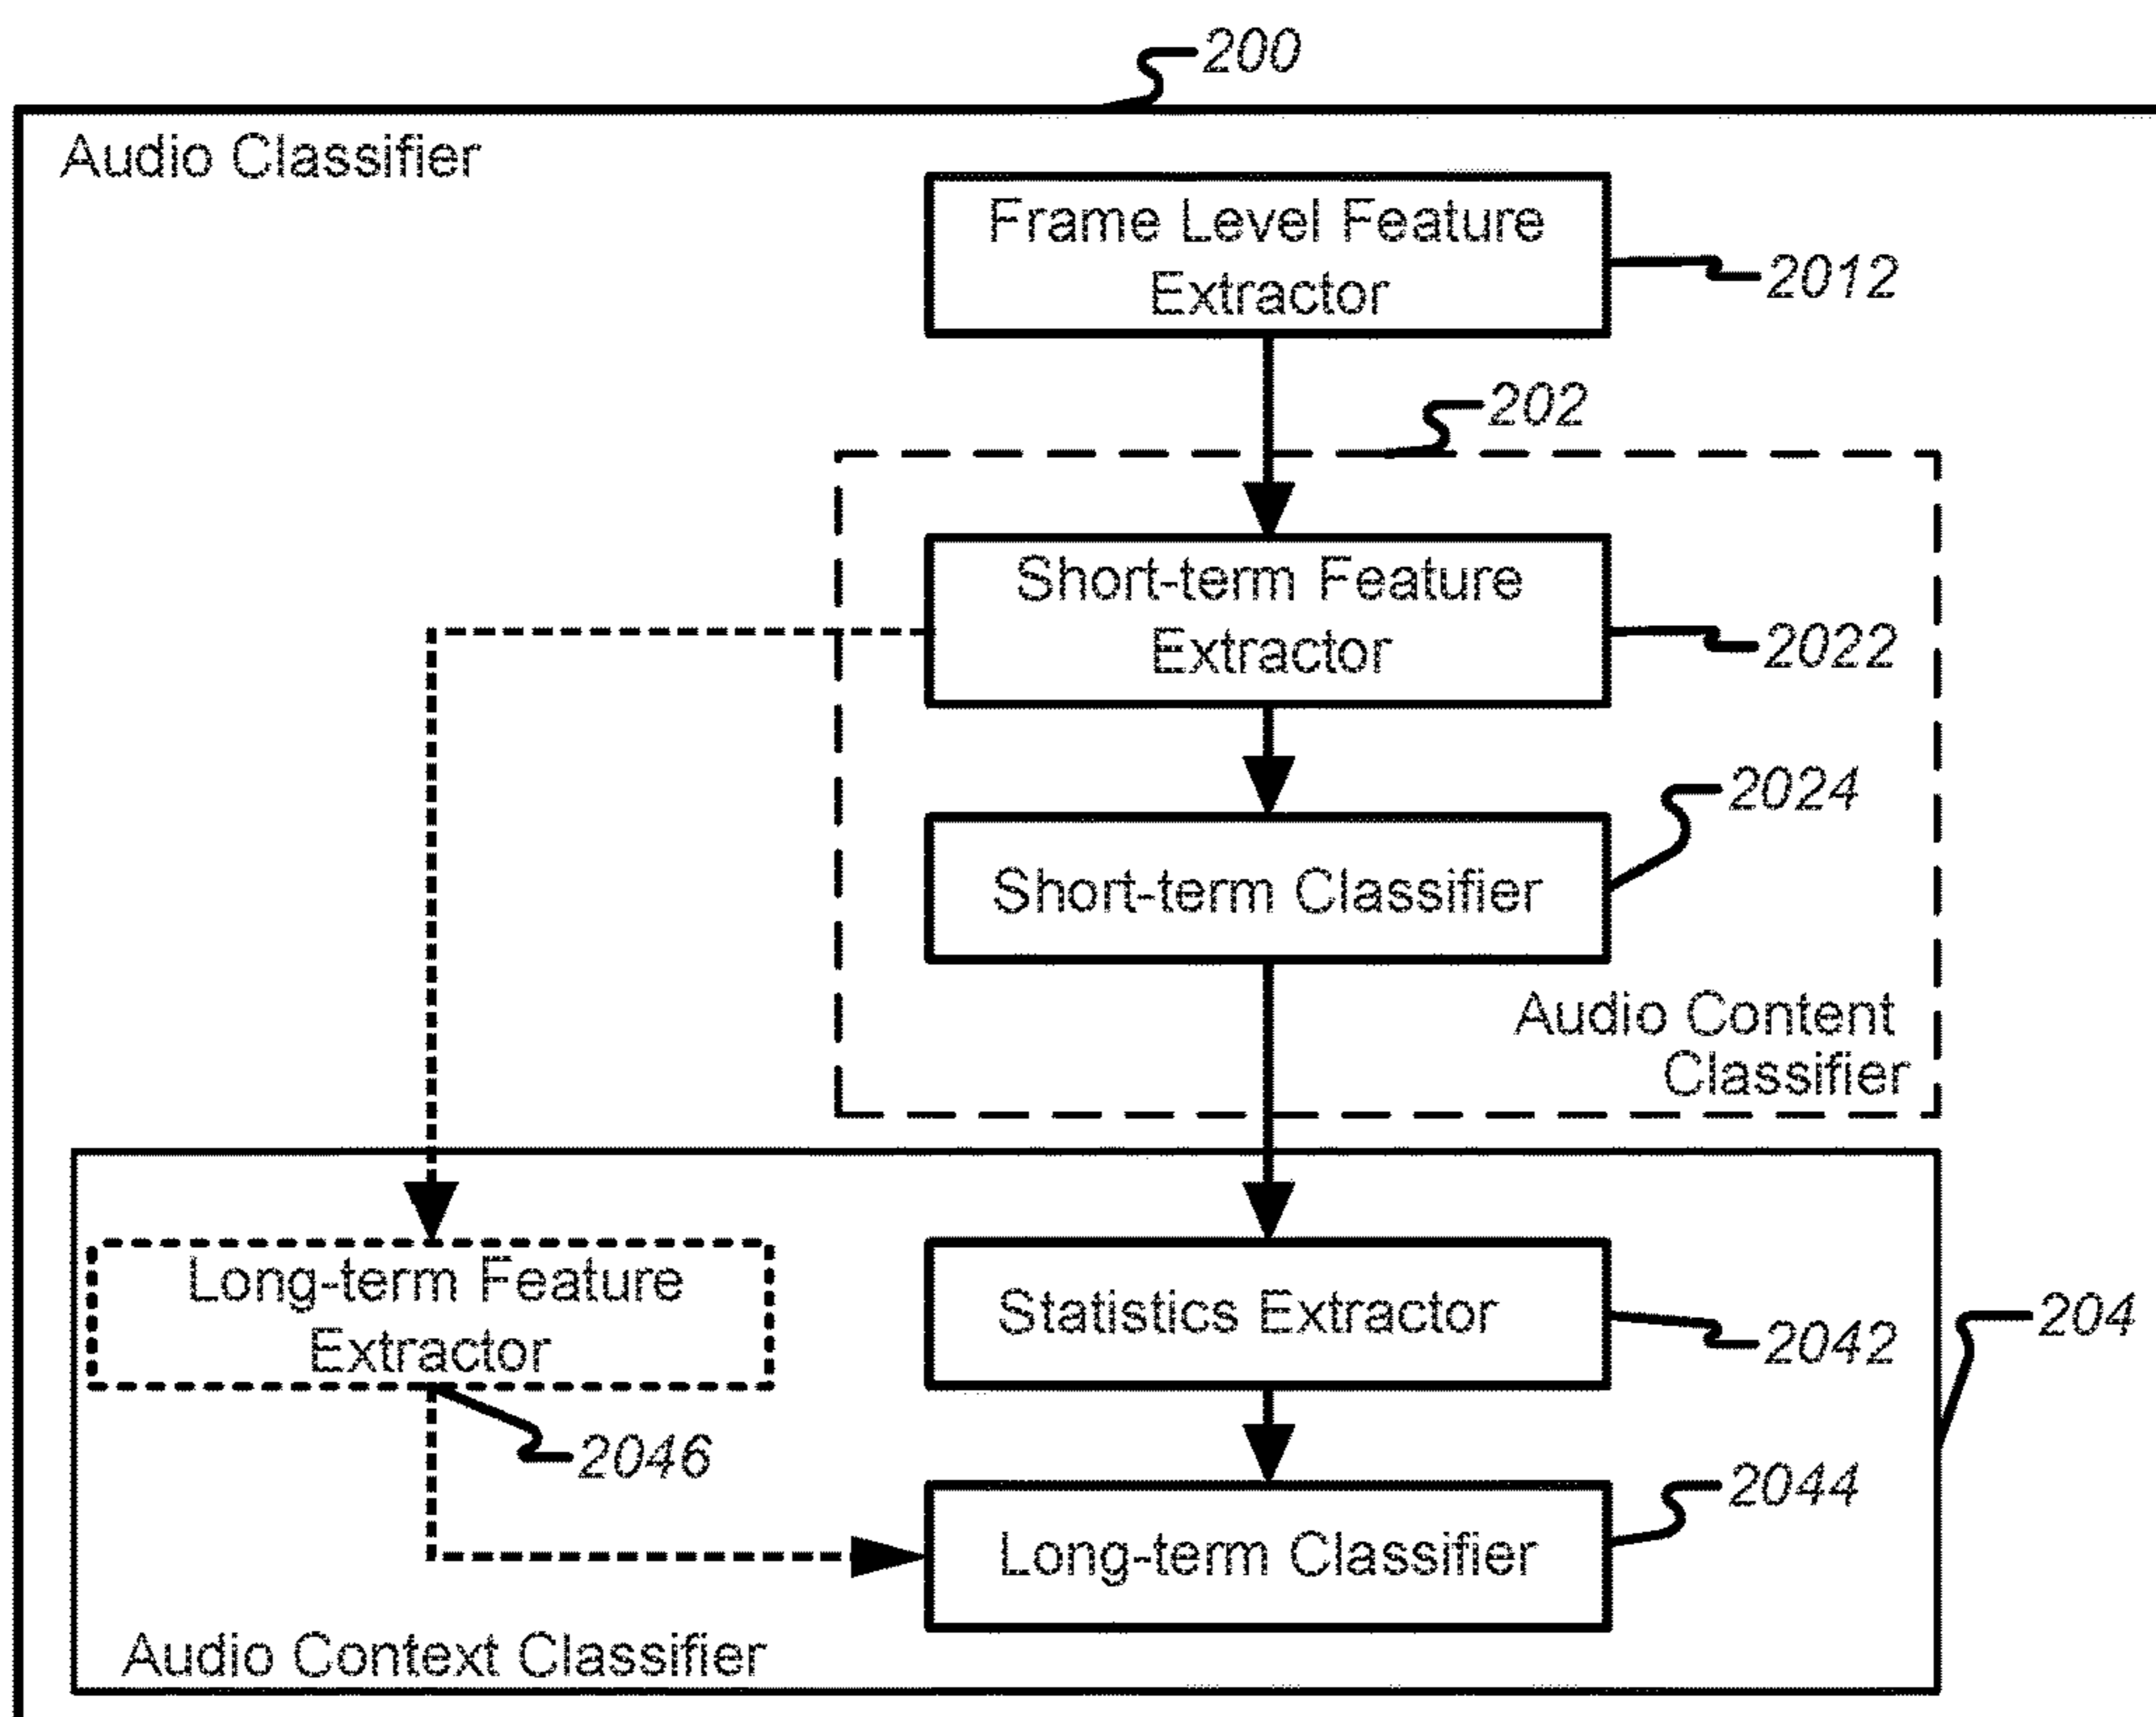 200
Audio Classifier
Frame Level Feature
Extractor
2012
202
Short-term Feature
Extractor
2022
2024
Short-term Classifier
Audio Content
Classifier
Long-term Feature
Extractor
Statistics Extractor
2042
204
2046
2044
Long-term Classifier
Audio Context Classifier